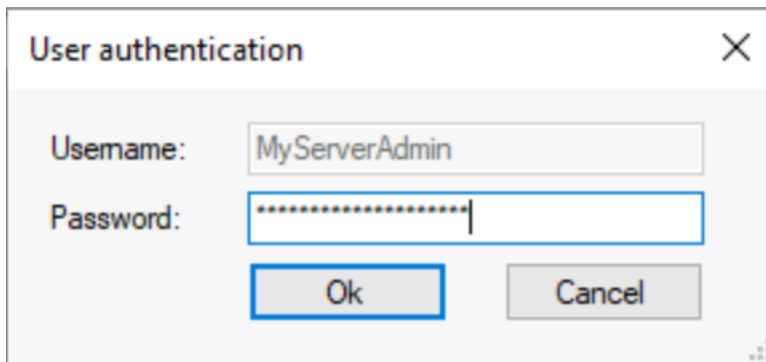 User authentication
Username: MyServerAdmin
Password: ********************
Ok Cancel